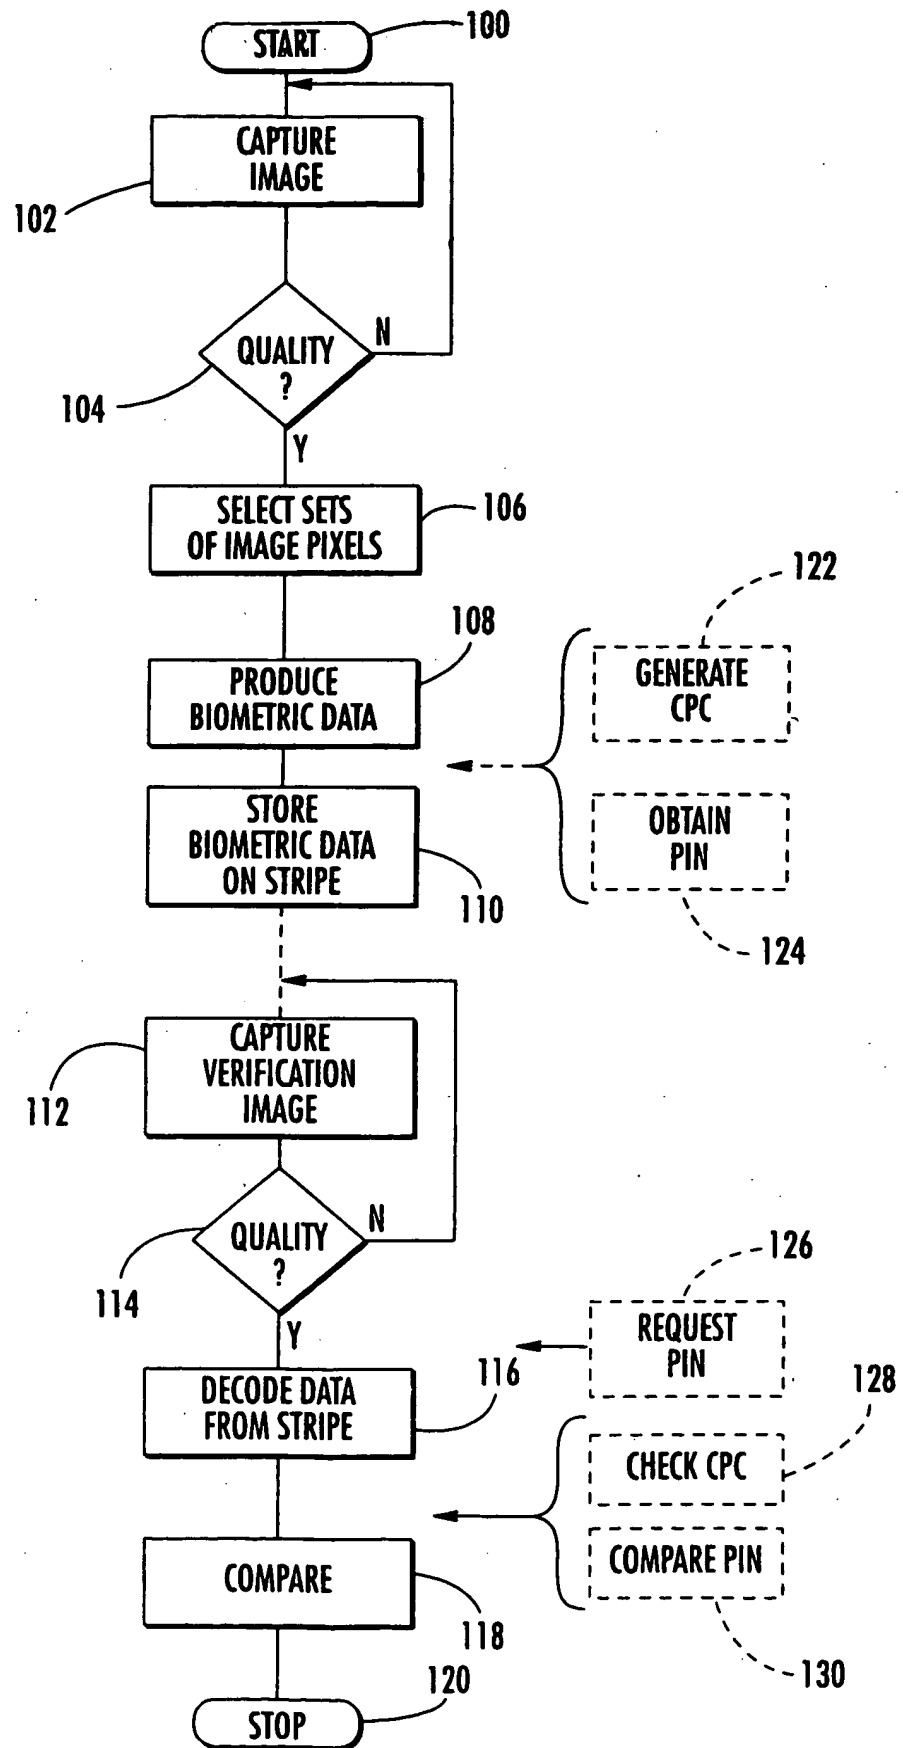 START
100
CAPTURE
IMAGE
102
QUALITY
?
N
104
Y
SELECT SETS
OF IMAGE PIXELS
106
122
108
PRODUCE
BIOMETRIC DATA
GENERATE
CPC
STORE
BIOMETRIC DATA
ON STRIPE
OBTAIN
PIN
110
124
CAPTURE
VERIFICATION
IMAGE
112
QUALITY
?
N
114
Y
126
REQUEST
PIN
DECODE DATA
FROM STRIPE
116
128
CHECK CPC
COMPARE
COMPARE PIN
118
130
120
STOP